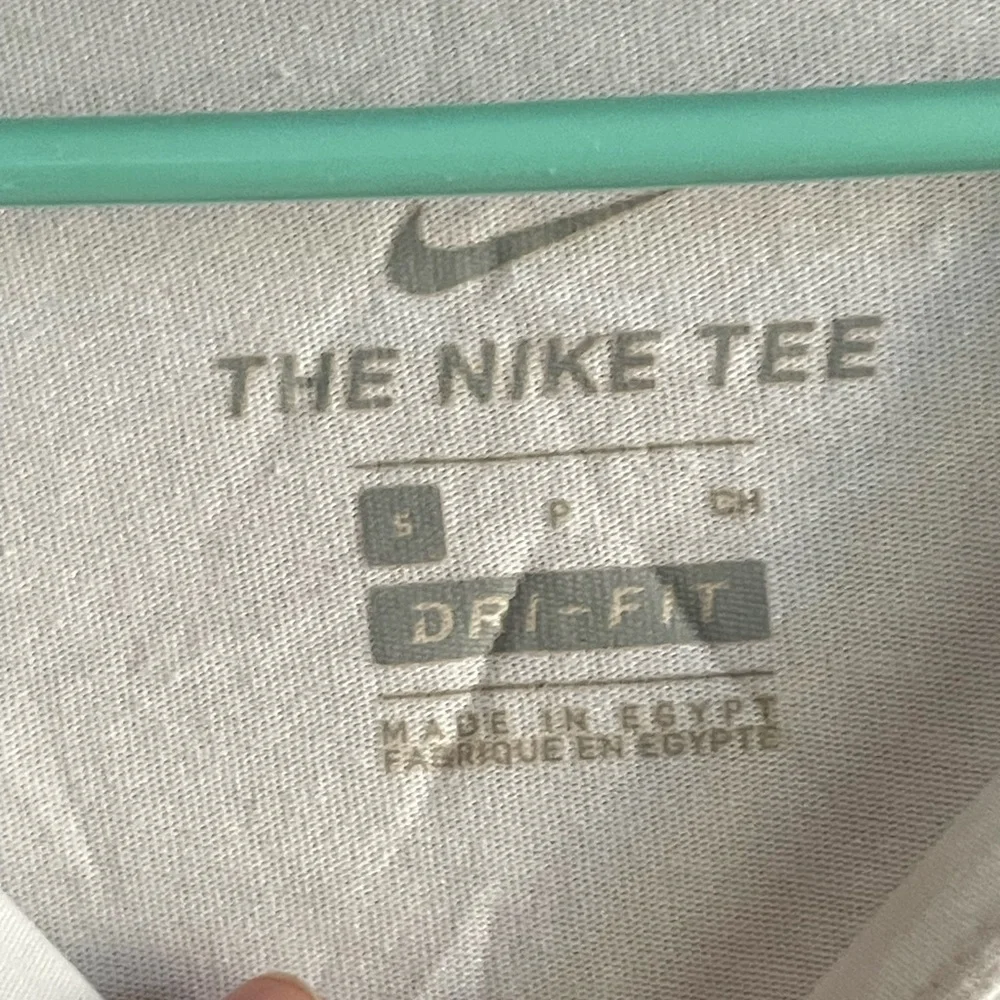 THE NIKE TEE
S P CH
DRI-FIT
MADE IN EGYPT
FABRIQUE EN EGYPTE